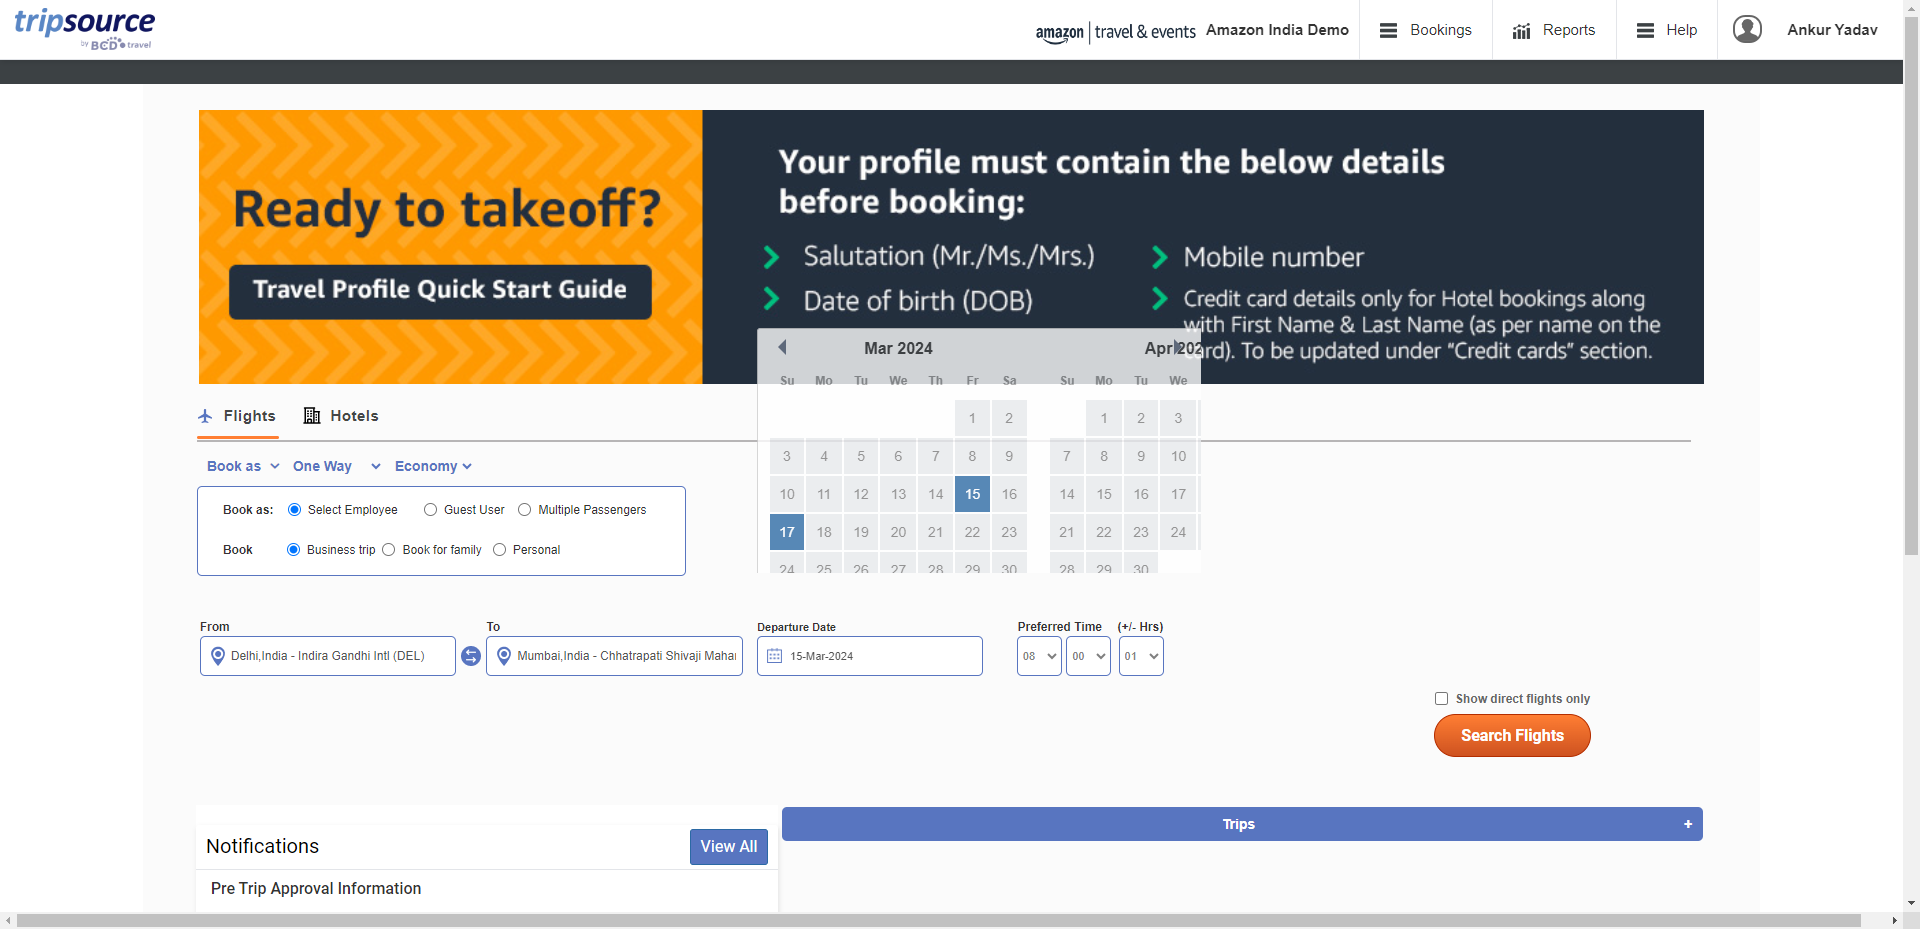 tripsource
by BCD travel
amazon | travel & events Amazon India Demo Bookings Reports Help Ankur Yadav
Ready to takeoff?
Travel Profile Quick Start Guide
Your profile must contain the below details
before booking:
Salutation (Mr./Ms./Mrs.)
Date of birth (DOB)
Mobile number
Credit card details only for Hotel bookings along
with First Name & Last Name (as per name on the
card). To be updated under “Credit cards” section.
Mar 2024 Apr 202
Su Mo Tu We Th Fr Sa Su Mo Tu We
1 2 1 2 3
3 4 5 6 7 8 9 7 8 9 10
10 11 12 13 14 15 16 14 15 16 17
17 18 19 20 21 22 23 21 22 23 24
24 25 26 27 28 29 30 28 29 30
Flights Hotels
Book as One Way Economy
Book as: Select Employee Guest User Multiple Passengers
Book Business trip Book for family Personal
From To Departure Date Preferred Time (+/- Hrs)
Delhi,India - Indira Gandhi Intl (DEL) Mumbai,India - Chhatrapati Shivaji Mahar 15-Mar-2024 08 00 01
Show direct flights only
Search Flights
Trips +
Notifications View All
Pre Trip Approval Information